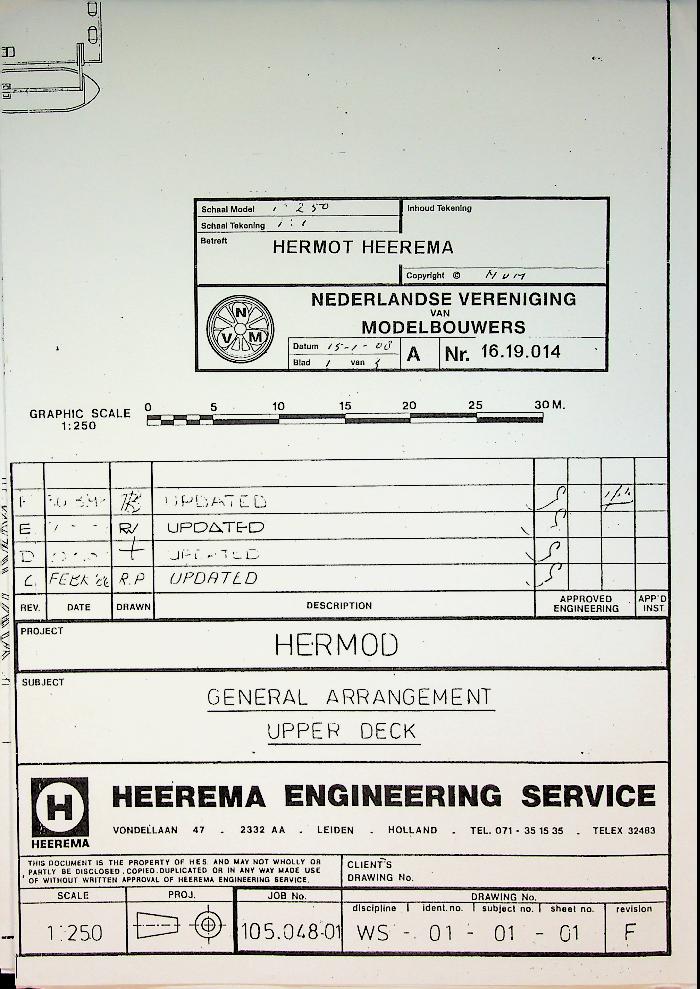 Schaal Model 1:250
Inhoud Tekening
Schaal Tekening 1:1
Betreft
HERMOT HEEREMA
Copyright © NVM
N
V M
NEDERLANDSE VERENIGING
VAN
MODELBOUWERS
Datum 15-1-08
Blad 1 van 3
A
Nr. 16.19.014
GRAPHIC SCALE
1:250
0 5 10 15 20 25 30 M.
F UPDATED
E UPDATED
D UPDATED
C. FEBR R.P UPDATED
REV. DATE DRAWN DESCRIPTION APPROVED ENGINEERING APP'D INST.
PROJECT
HERMOD
SUBJECT
GENERAL ARRANGEMENT
UPPER DECK
H
HEEREMA
HEEREMA ENGINEERING SERVICE
VONDELLAAN 47 . 2332 AA . LEIDEN . HOLLAND . TEL. 071 - 35 15 35 . TELEX 32483
THIS DOCUMENT IS THE PROPERTY OF H.E.S. AND MAY NOT WHOLLY OR
PARTLY BE DISCLOSED, COPIED, DUPLICATED OR IN ANY WAY MADE USE
OF WITHOUT WRITTEN APPROVAL OF HEEREMA ENGINEERING SERVICE.
CLIENT'S
DRAWING No.
SCALE
1:250
PROJ.
JOB No.
105.048-01
DRAWING No.
discipline ident. no. subject no. sheet no. revision
WS - 01 - 01 - 01 F